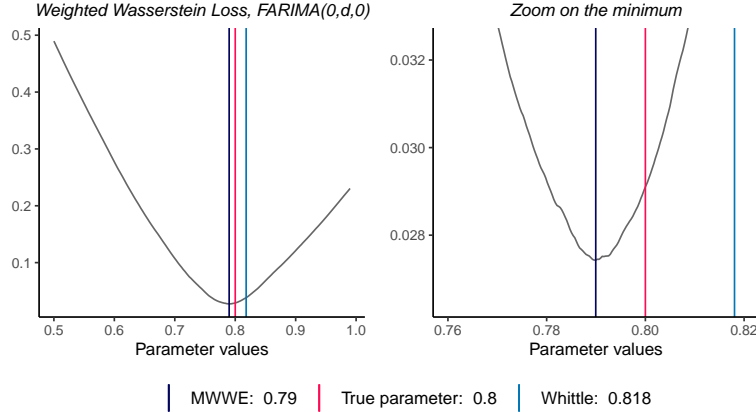 Weighted Wasserstein Loss, FARIMA(0,d,0)
0.5
0.4
0.3
0.2
0.1
0.5 0.6 0.7 0.8 0.9 1.0
Parameter values
Zoom on the minimum
0.032
0.030
0.028
0.76 0.78 0.80 0.82
Parameter values
MWWE: 0.79 True parameter: 0.8 Whittle: 0.818